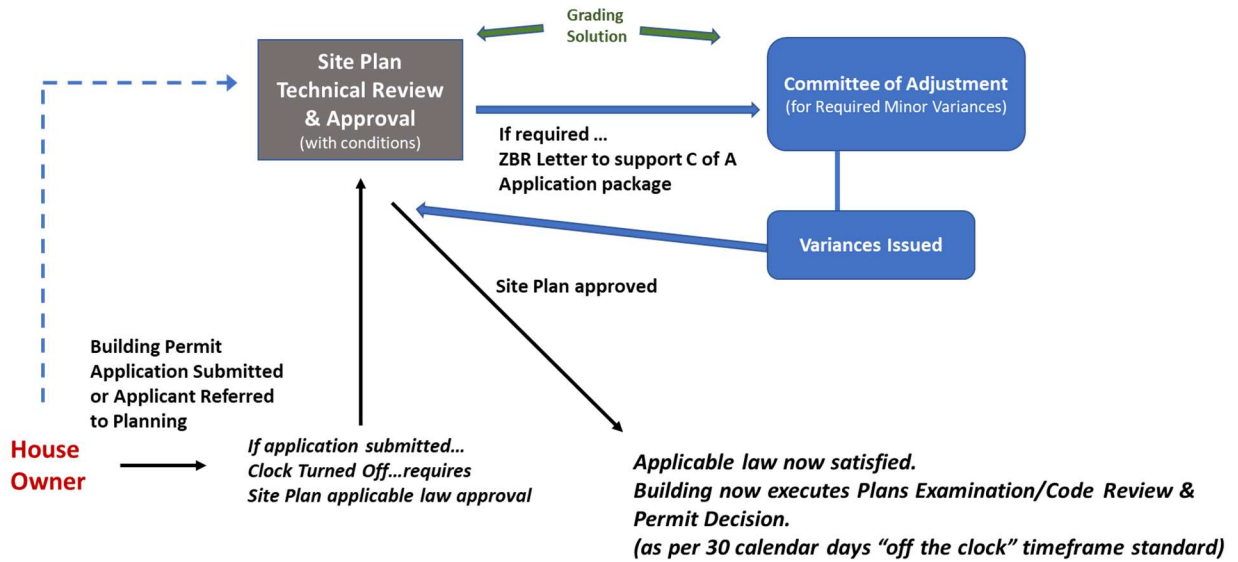 Grading
Solution
Site Plan
Technical Review
& Approval
(with conditions)
Committee of Adjustment
(for Required Minor Variances)
If required ...
ZBR Letter to support C of A
Application package
Variances Issued
Site Plan approved
Building Permit
Application Submitted
or Applicant Referred
to Planning
House
Owner
If application submitted...
Clock Turned Off...requires
Site Plan applicable law approval
Applicable law now satisfied.
Building now executes Plans Examination/Code Review &
Permit Decision.
(as per 30 calendar days “off the clock” timeframe standard)